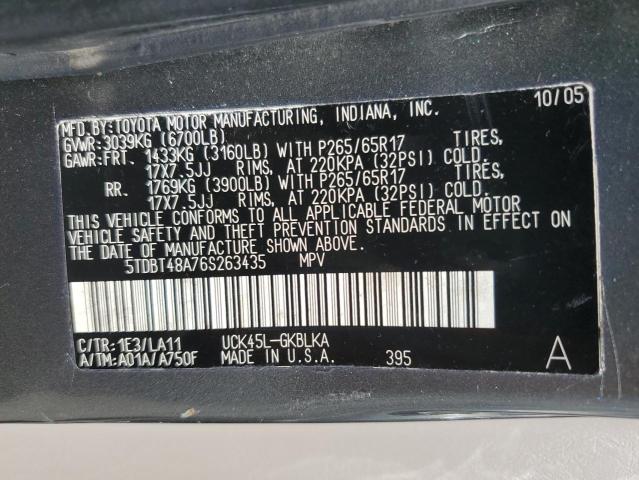 MFD.BY:TOYOTA MOTOR MANUFACTURING, INDIANA, INC. 10/05
GVWR:3039KG (6700LB)
GAWR:FRT. 1433KG (3160LB) WITH P265/65R17 TIRES,
17X7.5JJ RIMS, AT 220KPA (32PSI) COLD.
RR. 1769KG (3900LB) WITH P265/65R17 TIRES,
17X7.5JJ RIMS, AT 220KPA (32PSI) COLD.
THIS VEHICLE CONFORMS TO ALL APPLICABLE FEDERAL MOTOR
VEHICLE SAFETY AND THEFT PREVENTION STANDARDS IN EFFECT ON
THE DATE OF MANUFACTURE SHOWN ABOVE.
5TDBT48A76S263435 MPV
C/TR:1E3/LA11 UCK45L-GKBLKA
A/TM:A01A/A750F MADE IN U.S.A. 395 A